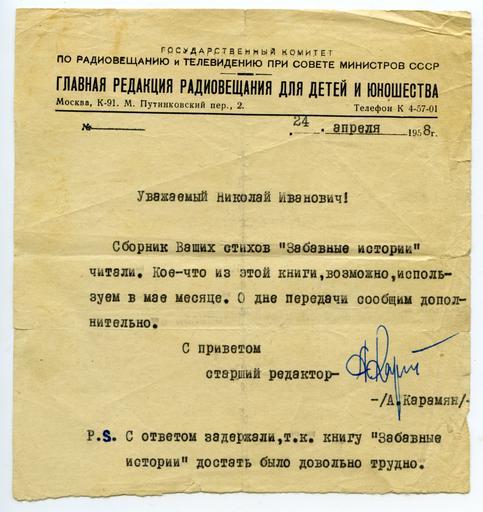 ГОСУДАРСТВЕННЫЙ КОМИТЕТ
ПО РАДИОВЕЩАНИЮ и ТЕЛЕВИДЕНИЮ ПРИ СОВЕТЕ МИНИСТРОВ СССР
ГЛАВНАЯ РЕДАКЦИЯ РАДИОВЕЩАНИЯ ДЛЯ ДЕТЕЙ И ЮНОШЕСТВА
Москва, К-91. М. Путинковский пер., 2. Телефон К 4-57-01
№ 24 . апреля 1958г.
Уважаемый Николай Иванович!
Сборник Ваших стихов "Забавные истории"
читали. Кое-что из этой книги,возможно,исполь-
зуем в мае месяце. О дне передачи сообщим допол-
нительно.
С приветом
старший редактор-
-/А.Карамян/-
P.S. С ответом задержали,т.к. книгу "Забавные
истории" достать было довольно трудно.